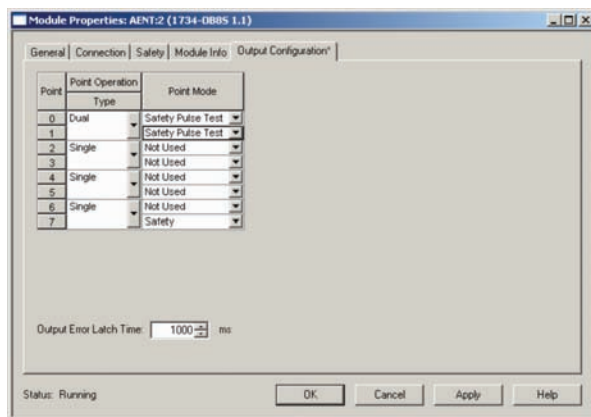 Module Properties: AENT:2 (1734-OB8S 1.1)
General Connection Safety Module Info Output Configuration*
Point Point Operation Point Mode
Type
0 Dual Safety Pulse Test
1 Safety Pulse Test
2 Single Not Used
3 Not Used
4 Single Not Used
5 Not Used
6 Single Not Used
7 Safety
Output Error Latch Time: 1000 ms
Status: Running OK Cancel Apply Help